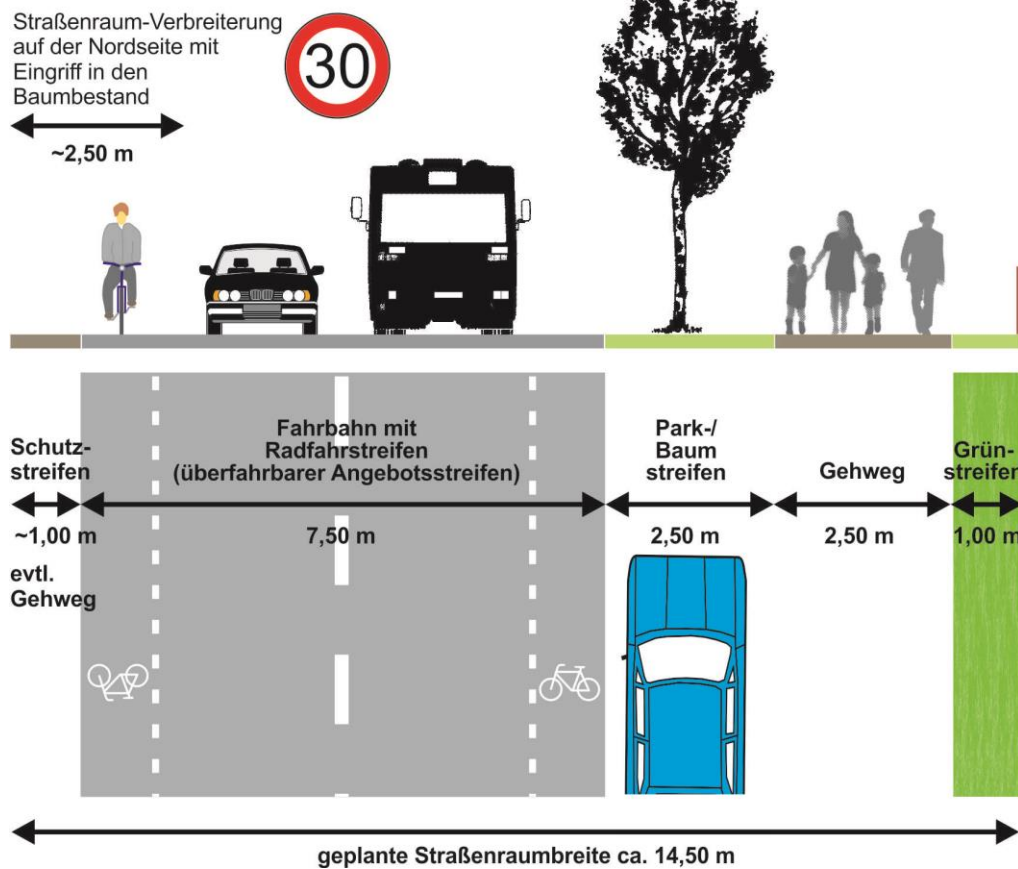 Straßenraum-Verbreiterung
auf der Nordseite mit
Eingriff in den
Baumbestand
~2,50 m
30
Schutz-
streifen
~1,00 m
evtl.
Gehweg
Fahrbahn mit
Radfahrstreifen
(überfahrbarer Angebotsstreifen)
7,50 m
Park-/
Baum
streifen
2,50 m
Gehweg
2,50 m
Grün-
streifen
1,00 m
geplante Straßenraumbreite ca. 14,50 m